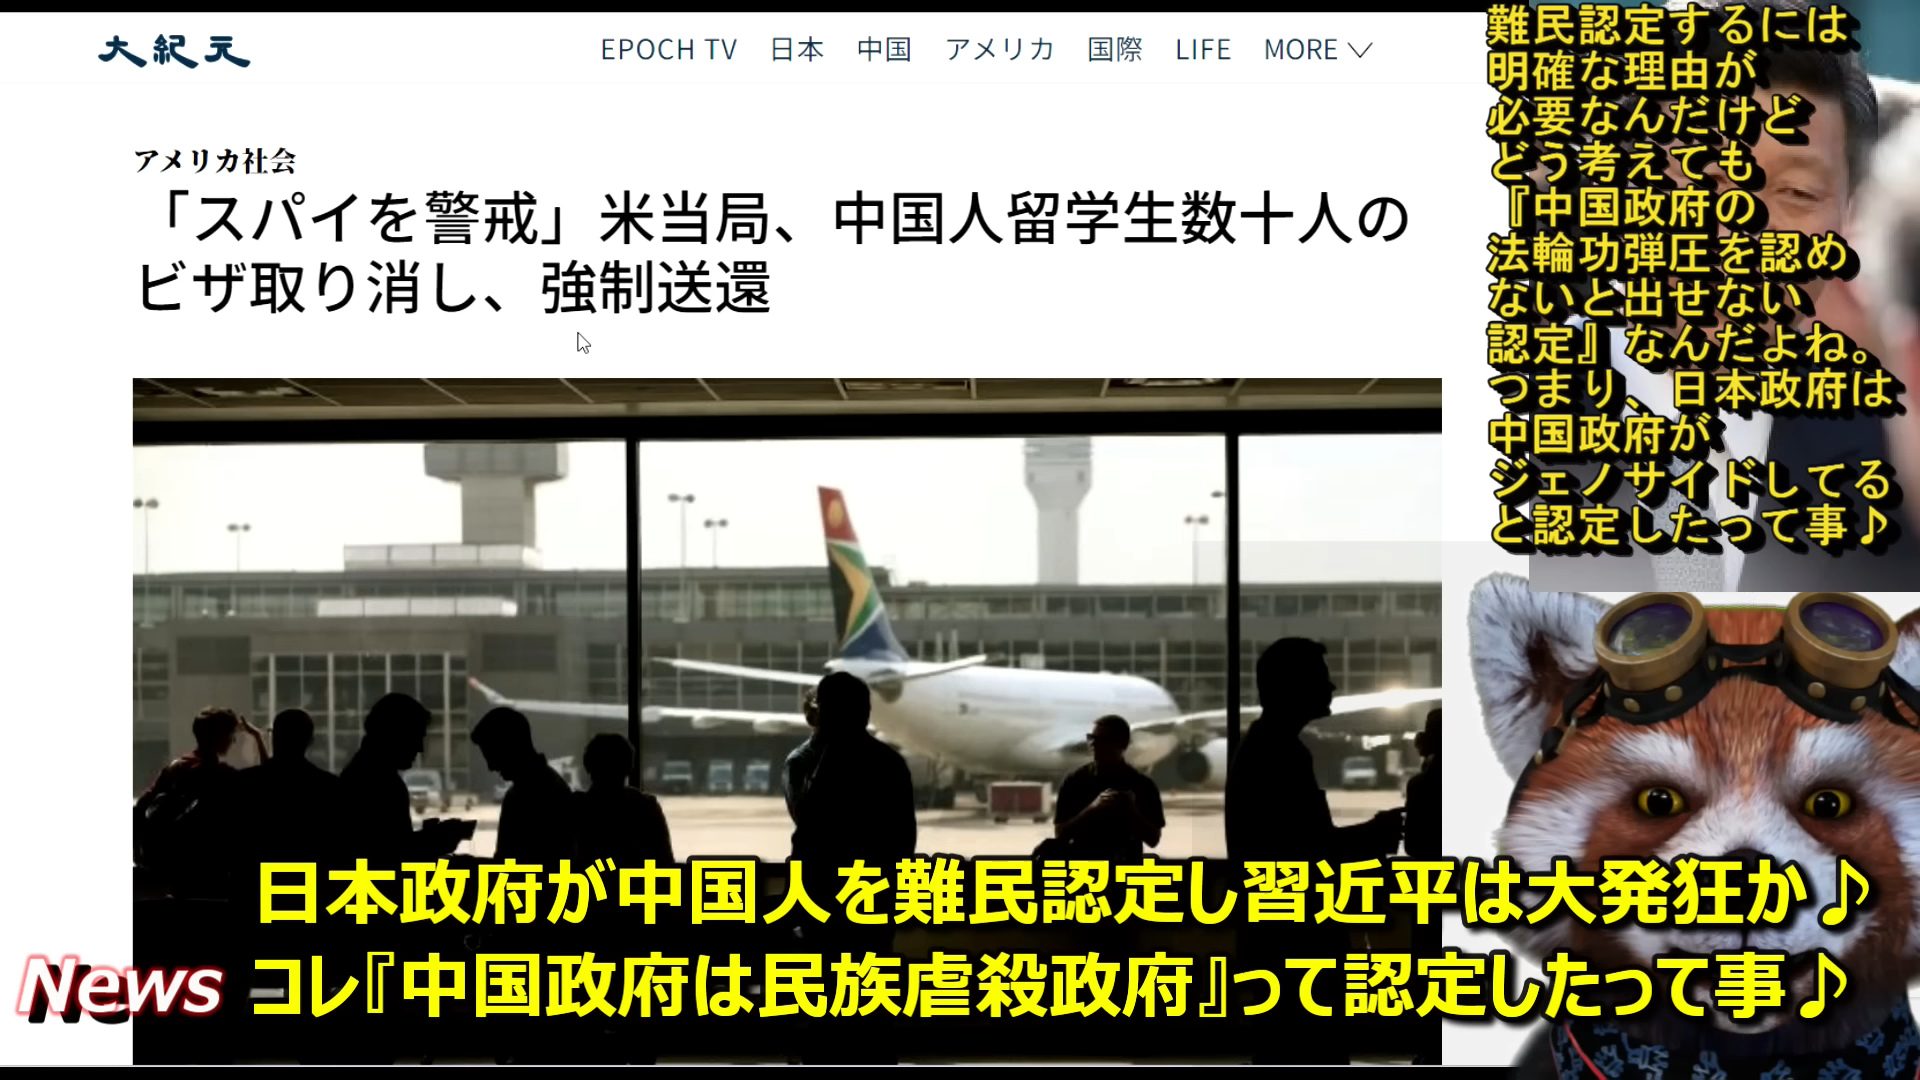 大紀元
EPOCH TV 日本 中国 アメリカ 国際 LIFE MORE
アメリカ社会
「スパイを警戒」米当局、中国人留学生数十人の
ビザ取り消し、強制送還
難民認定するには
明確な理由が
必要なんだけど
どう考えても
『中国政府の
法輪功弾圧を認め
ないと出せない
認定』なんだよね。
つまり、日本政府は
中国政府が
ジェノサイドしてる
と認定したって事♪
日本政府が中国人を難民認定し習近平は大発狂か♪
News
コレ『中国政府は民族虐殺政府』って認定したって事♪